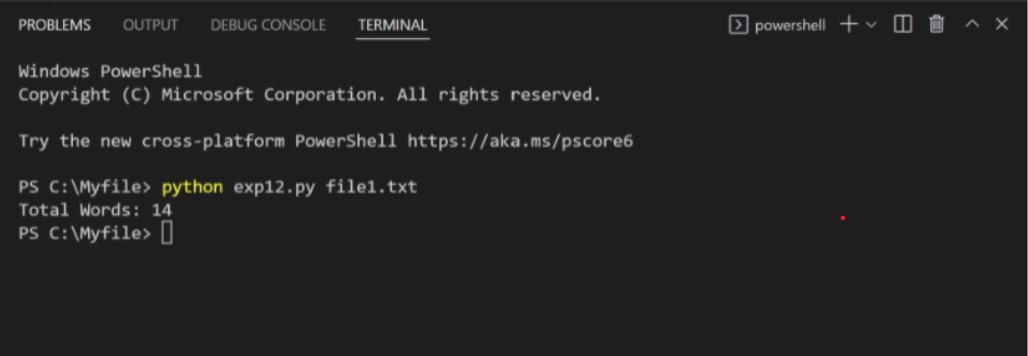 PROBLEMS OUTPUT DEBUG CONSOLE TERMINAL powershell
Windows PowerShell
Copyright (C) Microsoft Corporation. All rights reserved.
Try the new cross-platform PowerShell https://aka.ms/pscore6
PS C:\Myfile> python exp12.py file1.txt
Total Words: 14
PS C:\Myfile>